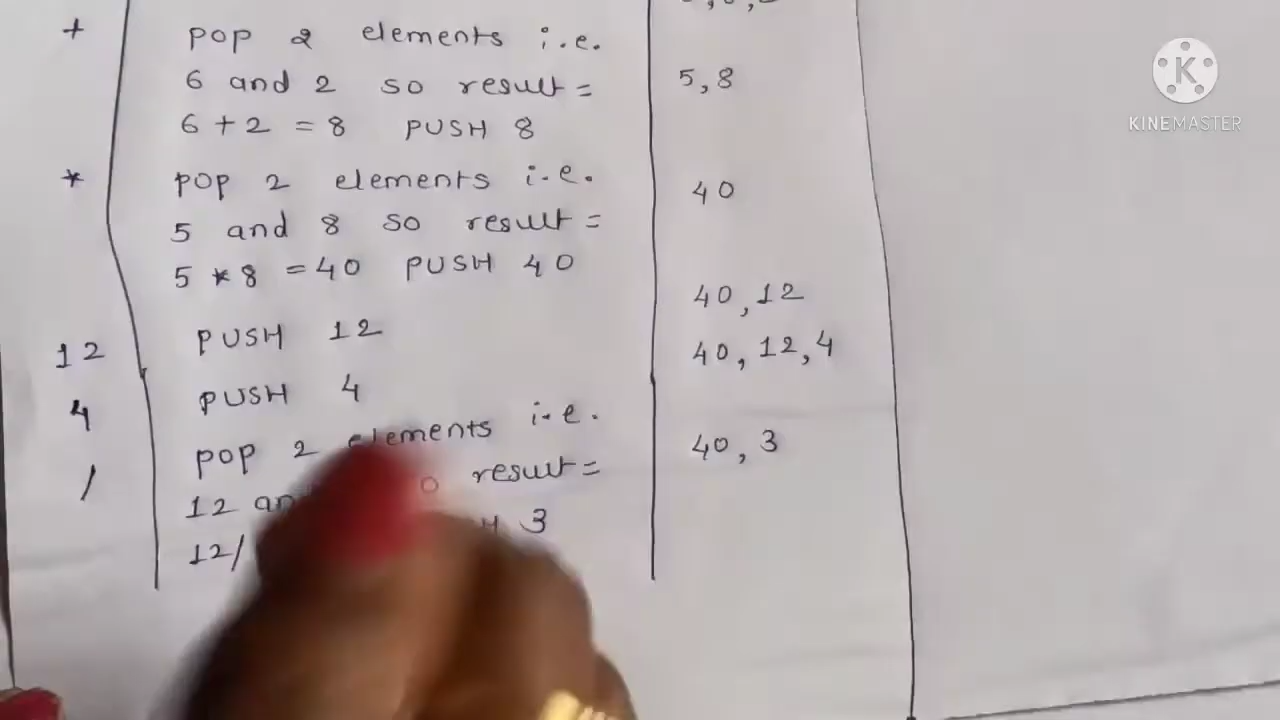 + pop 2 elements i.e.
6 and 2 so result = 5,8
6 + 2 = 8 PUSH 8
* pop 2 elements i.e.
40
5 and 8 so result =
5 * 8 = 40 PUSH 40
40,12
12 PUSH 12
40,12,4
4 PUSH 4
pop 2 elements i.e.
40,3
/ result =
12
12/ 3
KINEMASTER